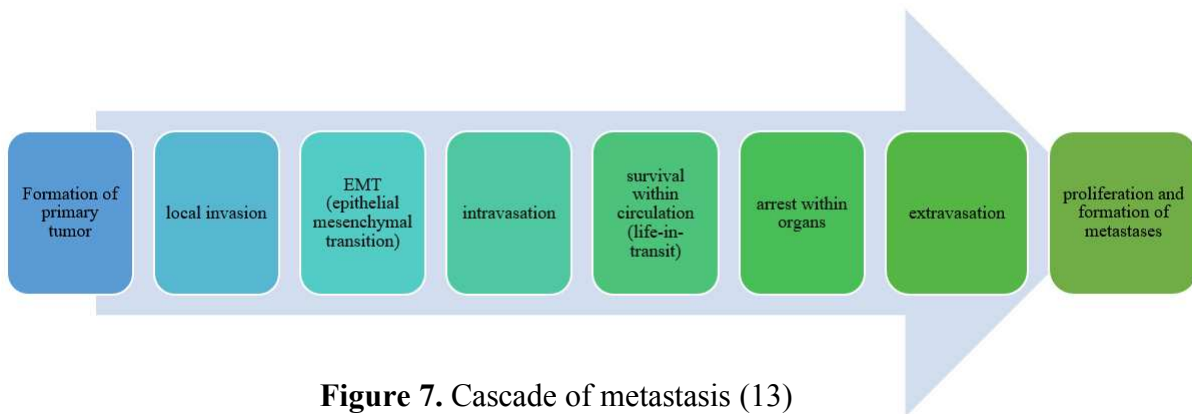 Formation of
primary
tumor
local invasion
EMT
(epithelial
mesenchymal
transition)
intravasation
survival
within
circulation
(life-in-
transit)
arrest within
organs
extravasation
proliferation and
formation of
metastases
Figure 7. Cascade of metastasis (13)